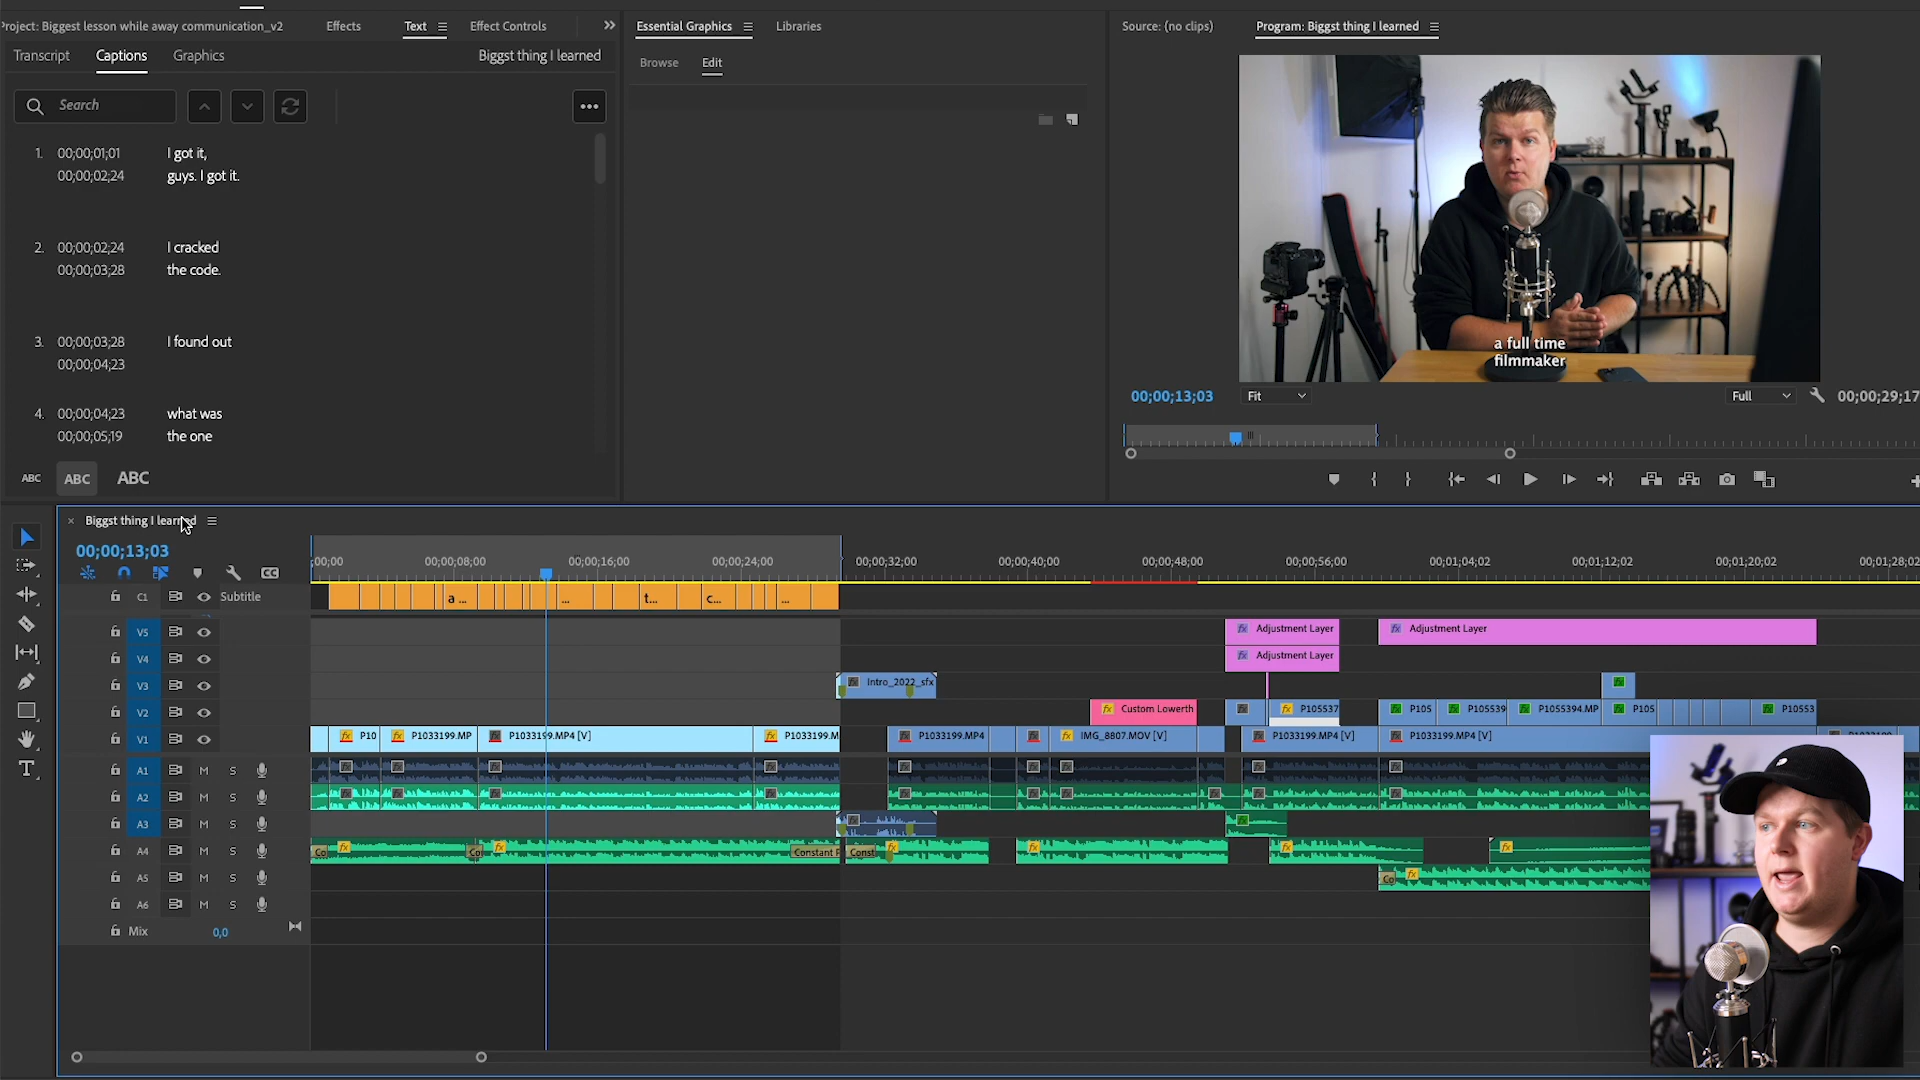 Project: Biggest lesson while away communication_v2
Effects
Text
Effect Controls
Essential Graphics
Libraries
Source: (no clips)
Program: Biggst thing I learned
Transcript
Captions
Graphics
Biggst thing I learned
Browse
Edit
Search
1. 00;00;01;01 I got it,
00;00;02;24 guys. I got it.
2. 00;00;02;24 I cracked
00;00;03;28 the code.
3. 00;00;03;28 I found out
00;00;04;23
4. 00;00;04;23 what was
00;00;05;19 the one
ABC ABC ABC
a full time
filmmaker
00;00;13;03 Fit Full 00;00;29;17
Biggst thing I learned
00;00;13;03
;00;00 00;00;08;00 00;00;16;00 00;00;24;00 00;00;32;00 00;00;40;00 00;00;48;00 00;00;56;00 00;01;04;02 00;01;12;02 00;01;20;02 00;01;28;02
CC
C1 Subtitle a ... ... t... c... ...
V5 fx Adjustment Layer fx Adjustment Layer
V4 fx Adjustment Layer
V3 Intro_2022_sfx
V2 fx Custom Lowerth P105537 P105 P105539 P1055394.MP P105 P10553
V1 P10 P1033199.MP P1033199.MP4 [V] P1033199.M P1033199.MP4 IMG_8807.MOV [V] P1033199.MP4 [V] P1033199.MP4 [V]
A1 M S
A2 M S
A3 M S
A4 M S Co Co Constant P Const
A5 M S Co
A6 M S
Mix 0,0